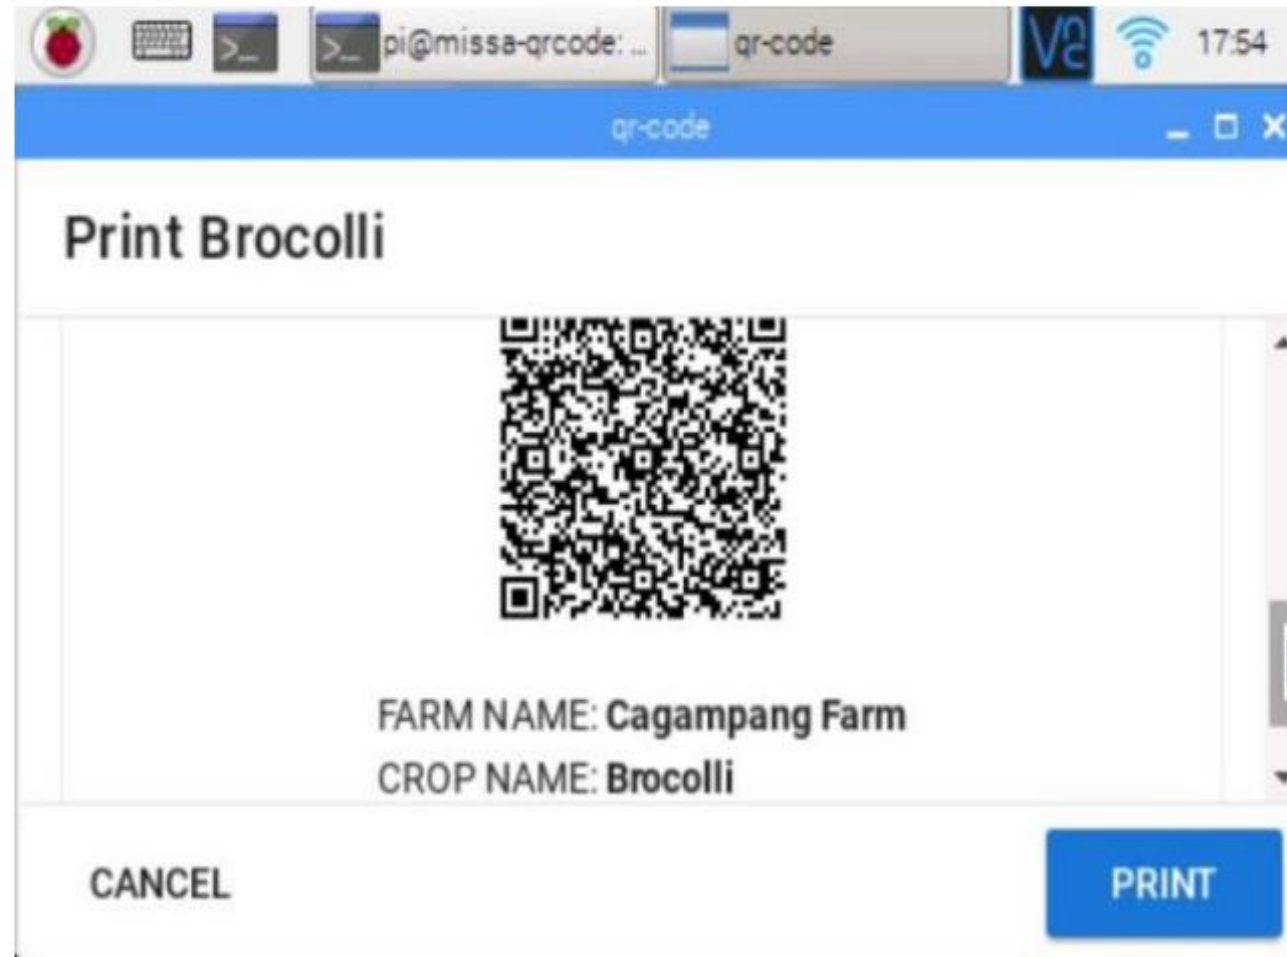 pi@missa-qrcode: ... qr-code 17:54
qr-code
Print Brocolli
FARM NAME: Cagampang Farm
CROP NAME: Brocolli
CANCEL PRINT